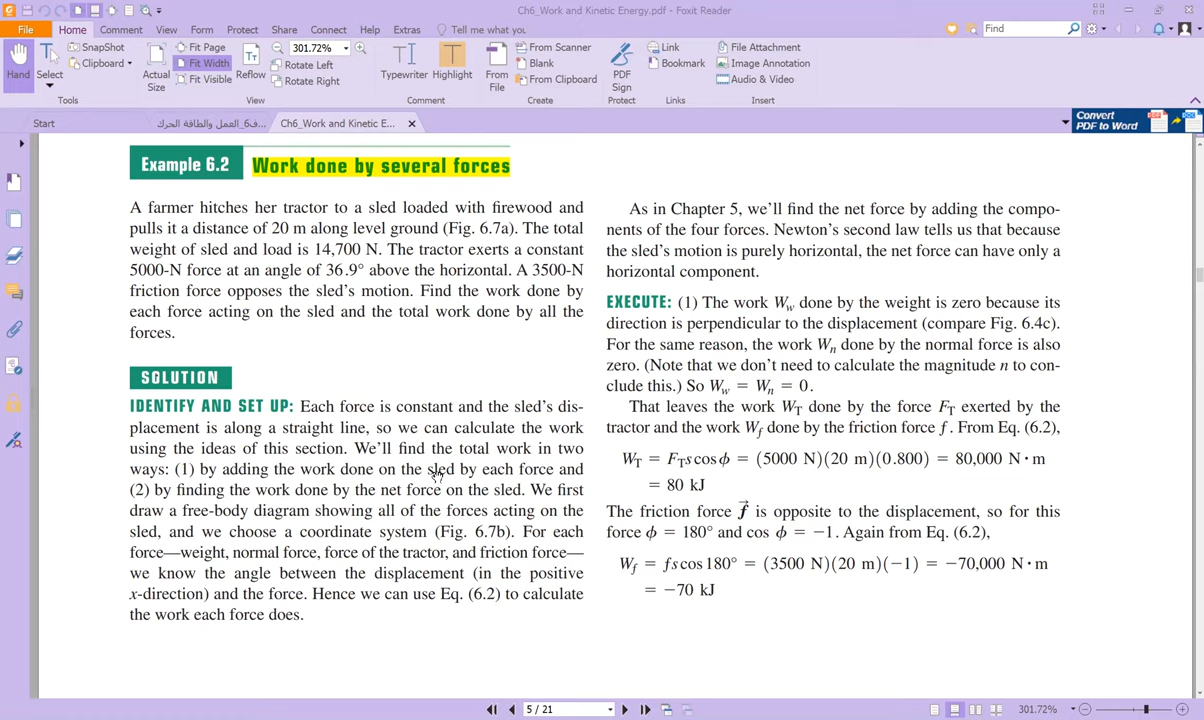 Ch6_Work and Kinetic Energy.pdf - Foxit Reader
File Home Comment View Form Protect Share Connect Help Extras Tell me what you Find
SnapShot Clipboard Fit Page Fit Width Fit Visible 301.72% Rotate Left Rotate Right From Scanner Blank From Clipboard Link Bookmark File Attachment Image Annotation Audio & Video
Hand Select Actual Size Reflow Typewriter Highlight From File PDF Sign
Tools View Comment Create Protect Links Insert
Start ف6_العمل والطاقة الحرك... Ch6_Work and Kinetic E... Convert PDF to Word
Example 6.2 Work done by several forces
A farmer hitches her tractor to a sled loaded with firewood and
pulls it a distance of 20 m along level ground (Fig. 6.7a). The total
weight of sled and load is 14,700 N. The tractor exerts a constant
5000-N force at an angle of 36.9° above the horizontal. A 3500-N
friction force opposes the sled's motion. Find the work done by
each force acting on the sled and the total work done by all the
forces.
SOLUTION
IDENTIFY AND SET UP: Each force is constant and the sled's dis-
placement is along a straight line, so we can calculate the work
using the ideas of this section. We'll find the total work in two
ways: (1) by adding the work done on the sled by each force and
(2) by finding the work done by the net force on the sled. We first
draw a free-body diagram showing all of the forces acting on the
sled, and we choose a coordinate system (Fig. 6.7b). For each
force—weight, normal force, force of the tractor, and friction force—
we know the angle between the displacement (in the positive
x-direction) and the force. Hence we can use Eq. (6.2) to calculate
the work each force does.
As in Chapter 5, we'll find the net force by adding the compo-
nents of the four forces. Newton's second law tells us that because
the sled's motion is purely horizontal, the net force can have only a
horizontal component.
EXECUTE: (1) The work Ww done by the weight is zero because its
direction is perpendicular to the displacement (compare Fig. 6.4c).
For the same reason, the work Wn done by the normal force is also
zero. (Note that we don't need to calculate the magnitude n to con-
clude this.) So Ww = Wn = 0.
That leaves the work WT done by the force FT exerted by the
tractor and the work Wf done by the friction force f. From Eq. (6.2),
WT = FTs cos ϕ = (5000 N)(20 m)(0.800) = 80,000 N·m
= 80 kJ
The friction force f⃗ is opposite to the displacement, so for this
force ϕ = 180° and cos ϕ = −1. Again from Eq. (6.2),
Wf = fs cos 180° = (3500 N)(20 m)(−1) = −70,000 N·m
= −70 kJ
5 / 21 301.72%